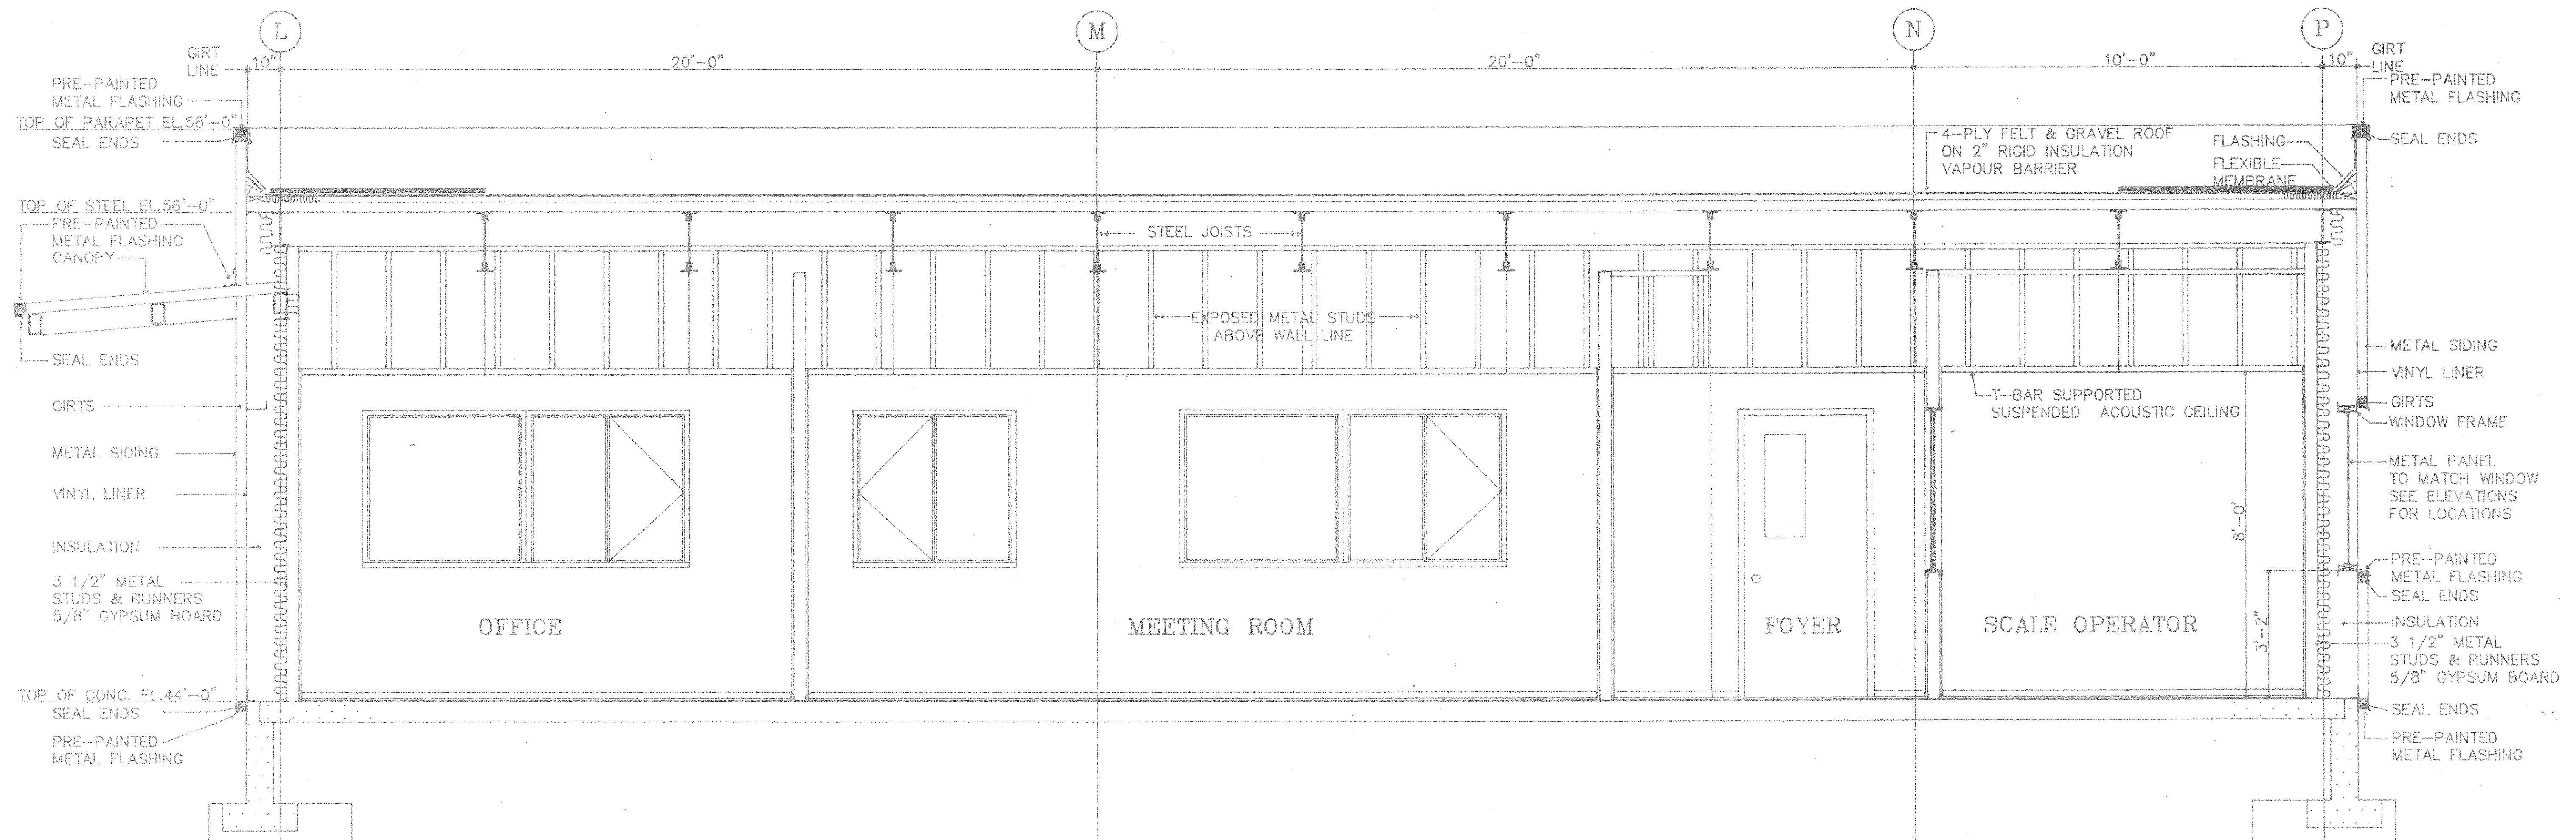 L
M
N
P
GIRT
LINE
10"
20'-0"
20'-0"
10'-0"
10"
GIRT
LINE
PRE-PAINTED
METAL FLASHING
TOP OF PARAPET EL.58'-0"
SEAL ENDS
TOP OF STEEL EL.56'-0"
PRE-PAINTED
METAL FLASHING
CANOPY
SEAL ENDS
GIRTS
METAL SIDING
VINYL LINER
INSULATION
3 1/2" METAL
STUDS & RUNNERS
5/8" GYPSUM BOARD
TOP OF CONC. EL.44'-0"
SEAL ENDS
PRE-PAINTED
METAL FLASHING
STEEL JOISTS
EXPOSED METAL STUDS
ABOVE WALL LINE
4-PLY FELT & GRAVEL ROOF
ON 2" RIGID INSULATION
VAPOUR BARRIER
FLASHING
FLEXIBLE
MEMBRANE
T-BAR SUPPORTED
SUSPENDED ACOUSTIC CEILING
8'-0'
3'-2"
OFFICE
MEETING ROOM
FOYER
SCALE OPERATOR
PRE-PAINTED
METAL FLASHING
SEAL ENDS
METAL SIDING
VINYL LINER
GIRTS
WINDOW FRAME
METAL PANEL
TO MATCH WINDOW
SEE ELEVATIONS
FOR LOCATIONS
PRE-PAINTED
METAL FLASHING
SEAL ENDS
INSULATION
3 1/2" METAL
STUDS & RUNNERS
5/8" GYPSUM BOARD
SEAL ENDS
PRE-PAINTED
METAL FLASHING